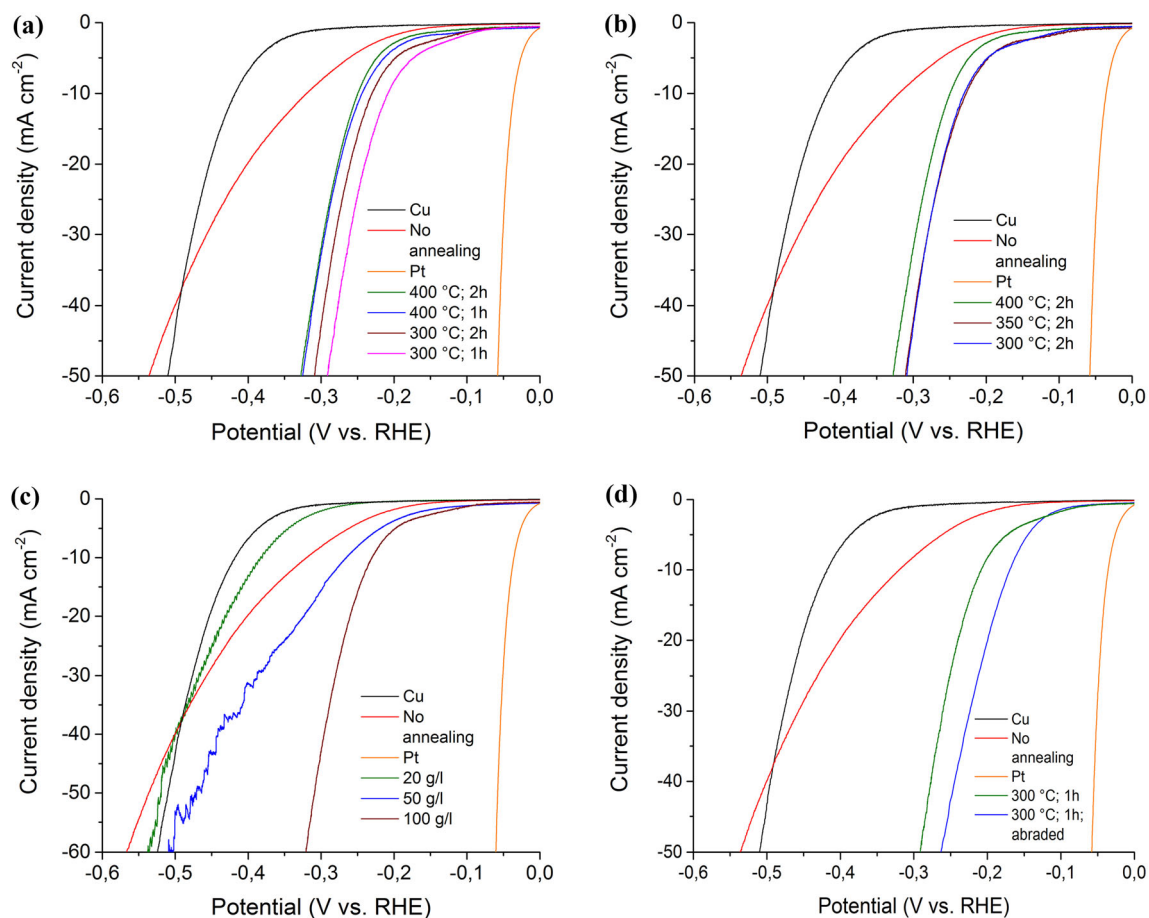 (a)
Current density (mA cm⁻²)
0
-10
-20
-30
-40
-50
Cu
No
annealing
Pt
400 °C; 2h
400 °C; 1h
300 °C; 2h
300 °C; 1h
-0,6
-0,5
-0,4
-0,3
-0,2
-0,1
0,0
Potential (V vs. RHE)
(b)
Current density (mA cm⁻²)
0
-10
-20
-30
-40
-50
Cu
No
annealing
Pt
400 °C; 2h
350 °C; 2h
300 °C; 2h
-0,6
-0,5
-0,4
-0,3
-0,2
-0,1
0,0
Potential (V vs. RHE)
(c)
Current density (mA cm⁻²)
0
-10
-20
-30
-40
-50
-60
Cu
No
annealing
Pt
20 g/l
50 g/l
100 g/l
-0,6
-0,5
-0,4
-0,3
-0,2
-0,1
0,0
Potential (V vs. RHE)
(d)
Current density (mA cm⁻²)
0
-10
-20
-30
-40
-50
Cu
No
annealing
Pt
300 °C; 1h
300 °C; 1h;
abraded
-0,6
-0,5
-0,4
-0,3
-0,2
-0,1
0,0
Potential (V vs. RHE)